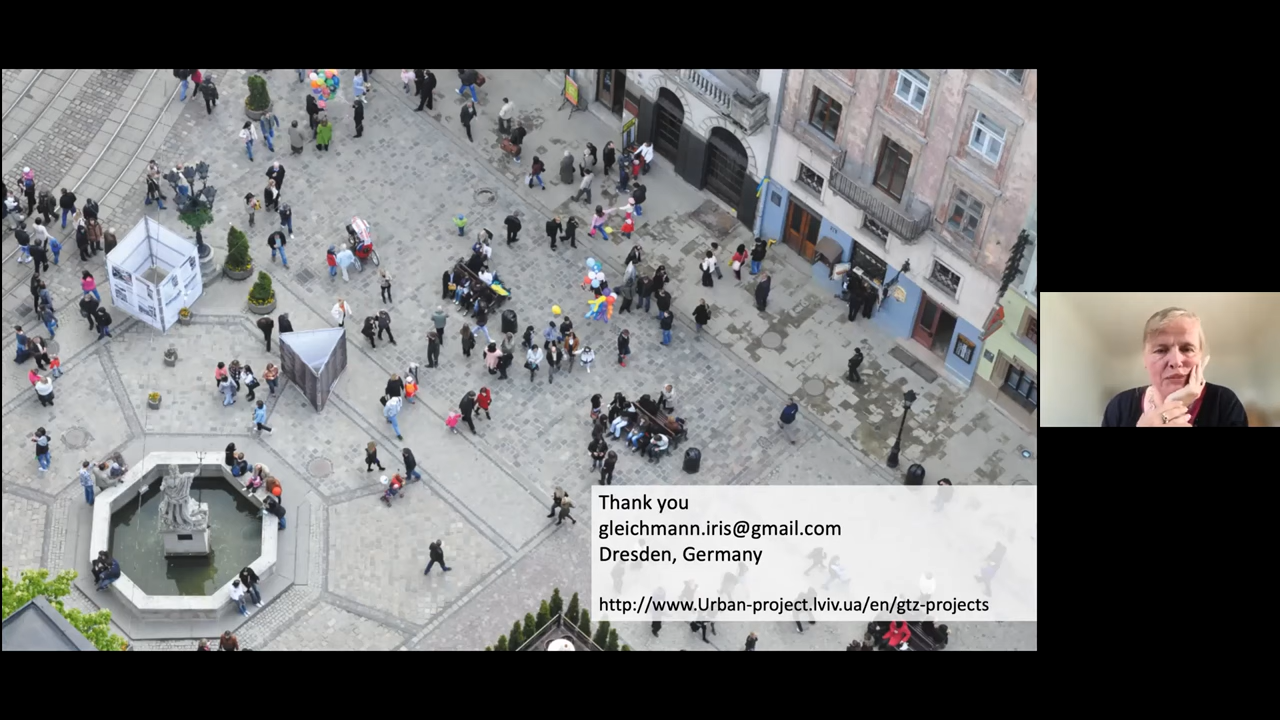 Thank you
gleichmann.iris@gmail.com
Dresden, Germany
http://www.Urban-project.lviv.ua/en/gtz-projects